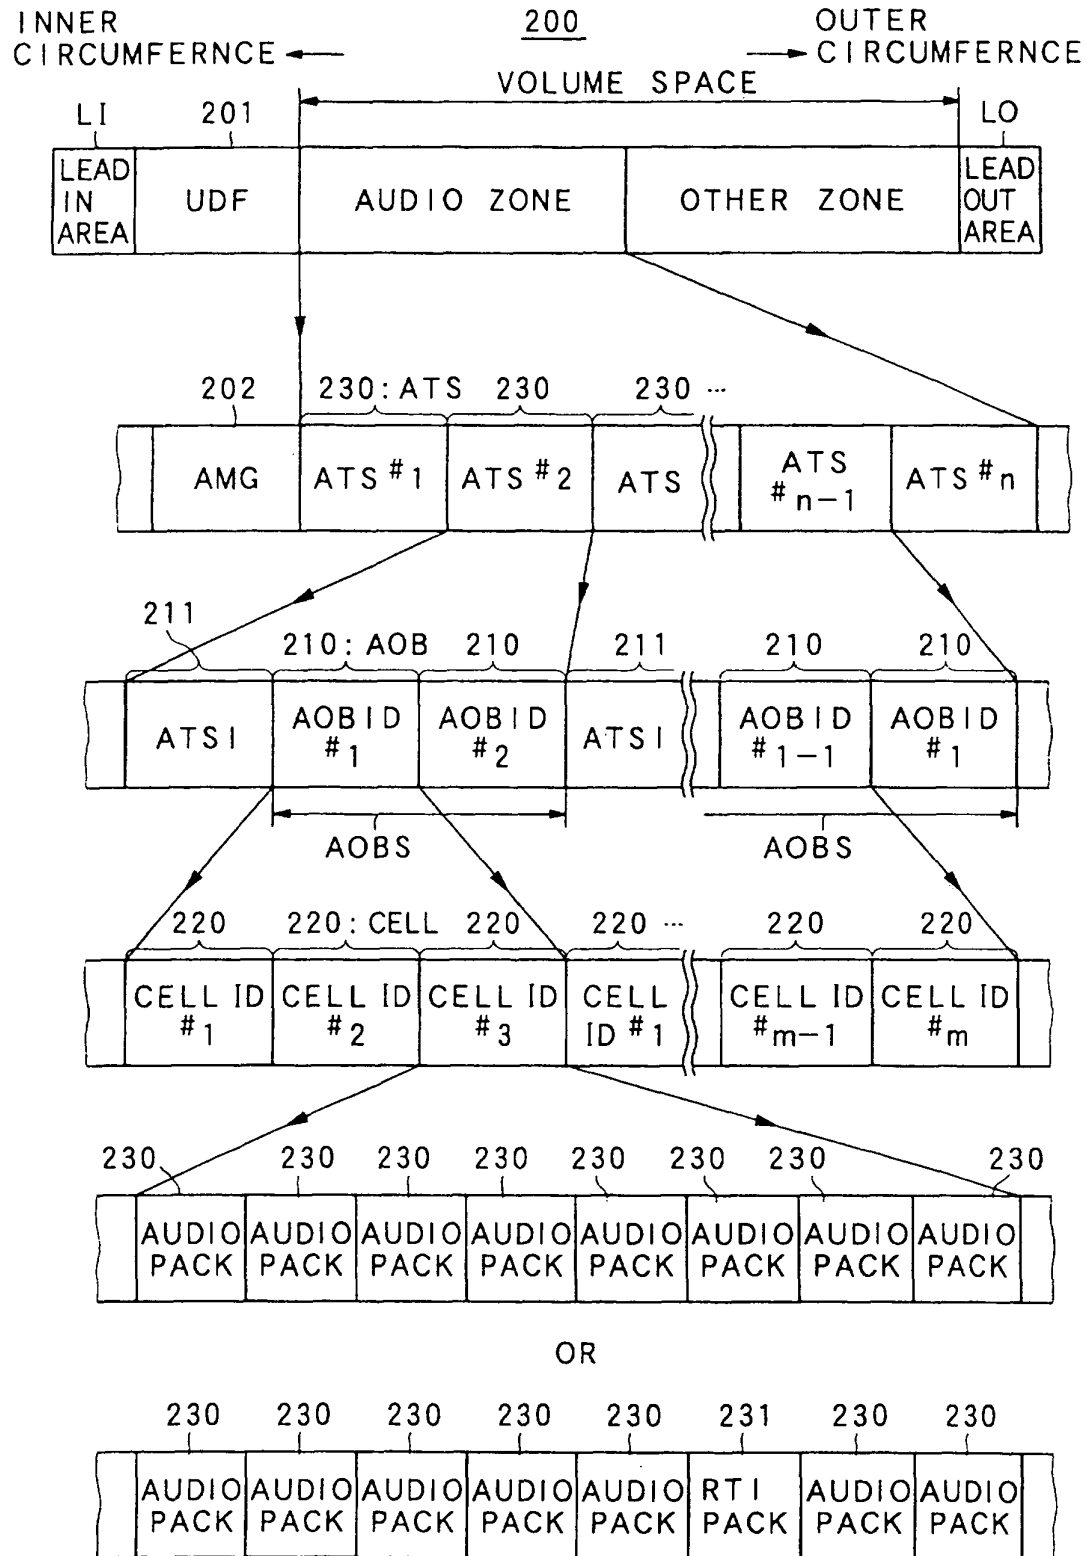 INNER CIRCUMFERNCE
200
OUTER CIRCUMFERNCE
VOLUME SPACE
LI 201 LO
LEAD IN AREA
UDF
AUDIO ZONE
OTHER ZONE
LEAD OUT AREA
202 230:ATS 230 230 ...
AMG
ATS #1
ATS #2
ATS
ATS #n-1
ATS #n
211 210:AOB 210 211 210 210
ATSI
AOBID #1
AOBID #2
ATSI
AOBID #1-1
AOBID #1
AOBS AOBS
220 220:CELL 220 220 ... 220 220
CELL ID #1
CELL ID #2
CELL ID #3
CELL ID #1
CELL ID #m-1
CELL ID #m
230 230 230 230 230 230 230 230
AUDIO PACK
AUDIO PACK
AUDIO PACK
AUDIO PACK
AUDIO PACK
AUDIO PACK
AUDIO PACK
AUDIO PACK
OR
230 230 230 230 230 231 230 230
AUDIO PACK
AUDIO PACK
AUDIO PACK
AUDIO PACK
AUDIO PACK
RTI PACK
AUDIO PACK
AUDIO PACK